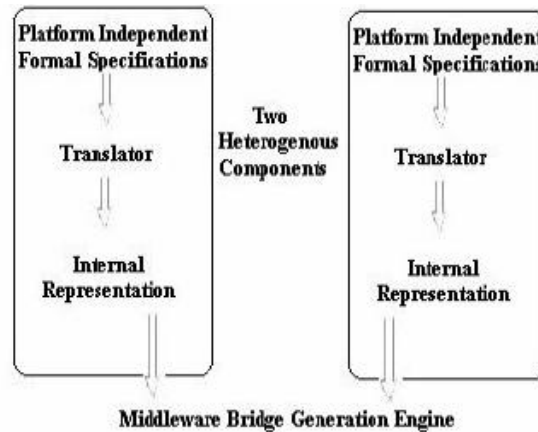 Platform Independent
Formal Specifications
Translator
Internal
Representation
Two
Heterogenous
Components
Platform Independent
Formal Specifications
Translator
Internal
Representation
Middleware Bridge Generation Engine